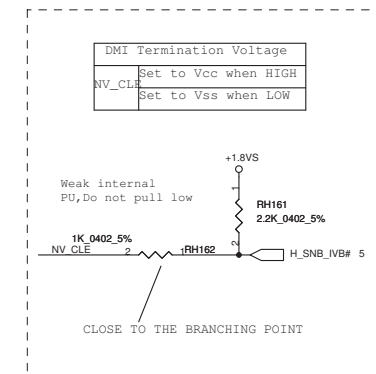 DMI Termination Voltage
NV_CLE
Set to Vcc when HIGH
Set to Vss when LOW
+1.8VS
Weak internal
PU,Do not pull low
1
RH161
2.2K_0402_5%
2
1K_0402_5%
NV_CLE
2
1
RH162
H_SNB_IVB# 5
CLOSE TO THE BRANCHING POINT